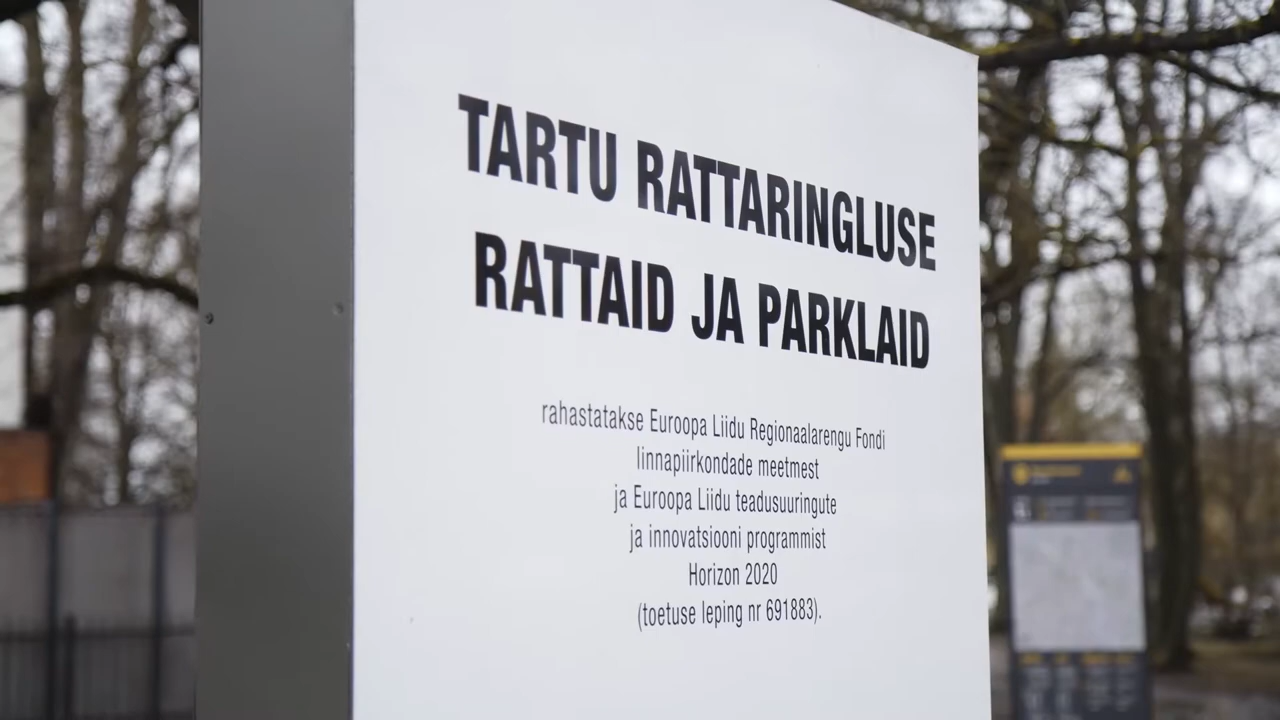 TARTU RATTARINGLUSE
RATTAID JA PARKLAID
rahastatakse Euroopa Liidu Regionaalarengu Fondi
linnapiirkondade meetmest
ja Euroopa Liidu teadusuuringute
ja innovatsiooni programmist
Horizon 2020
(toetuse leping nr 691883).